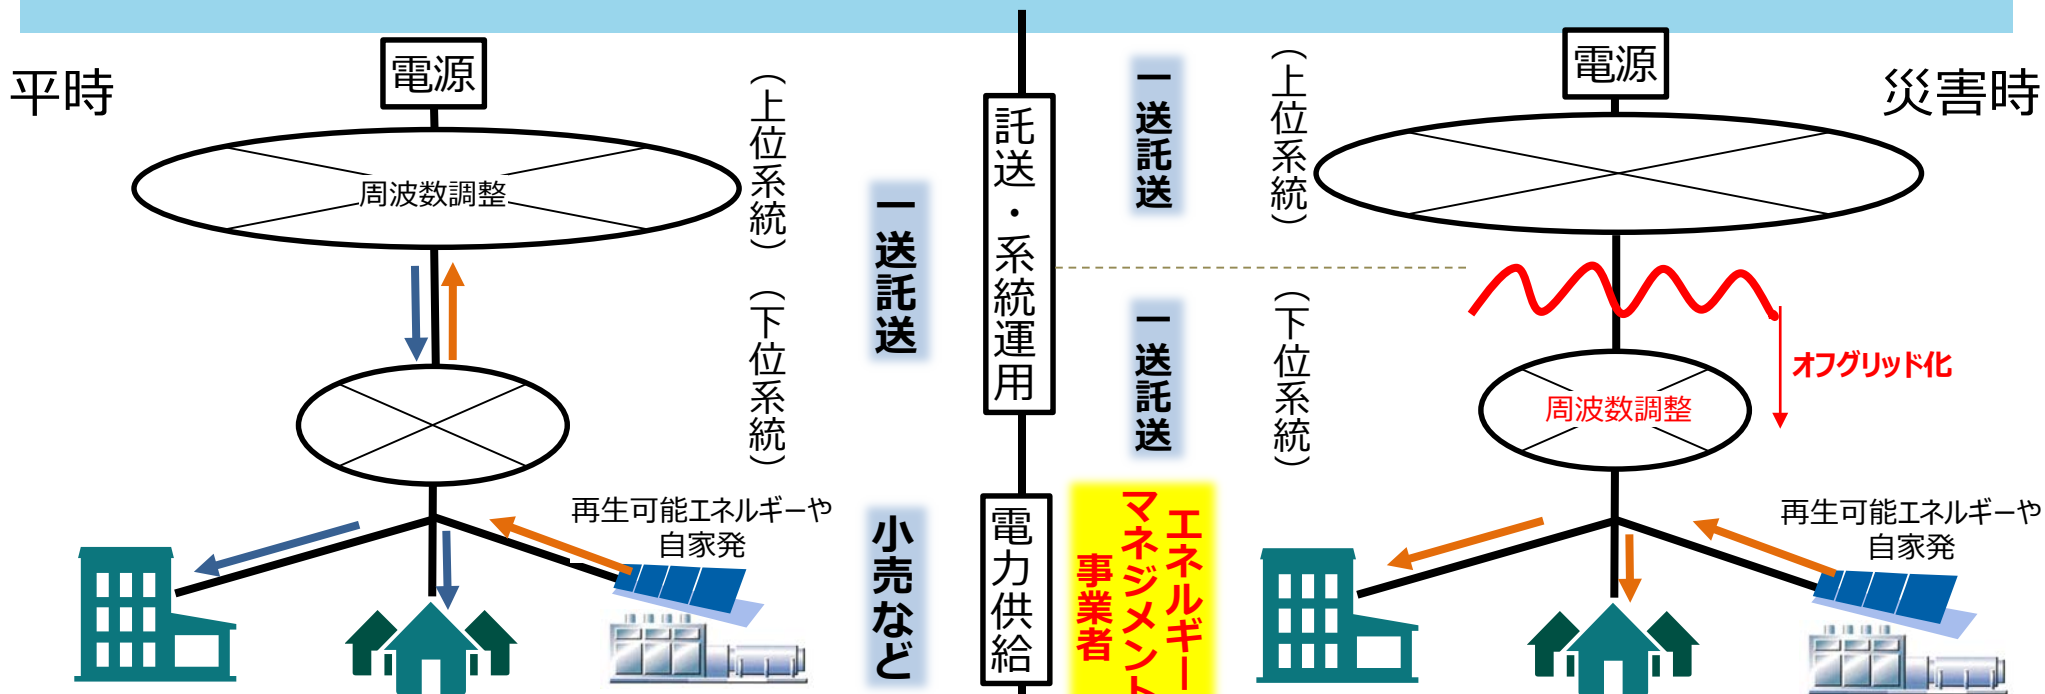 平時
電源
周波数調整
（上位系統）
（下位系統）
一送託送
再生可能エネルギーや
自家発
小売など
託送・系統運用
電力供給
一送託送
（上位系統）
一送託送
（下位系統）
エネルギー
マネジメント
事業者
電源
災害時
オフグリッド化
周波数調整
再生可能エネルギーや
自家発